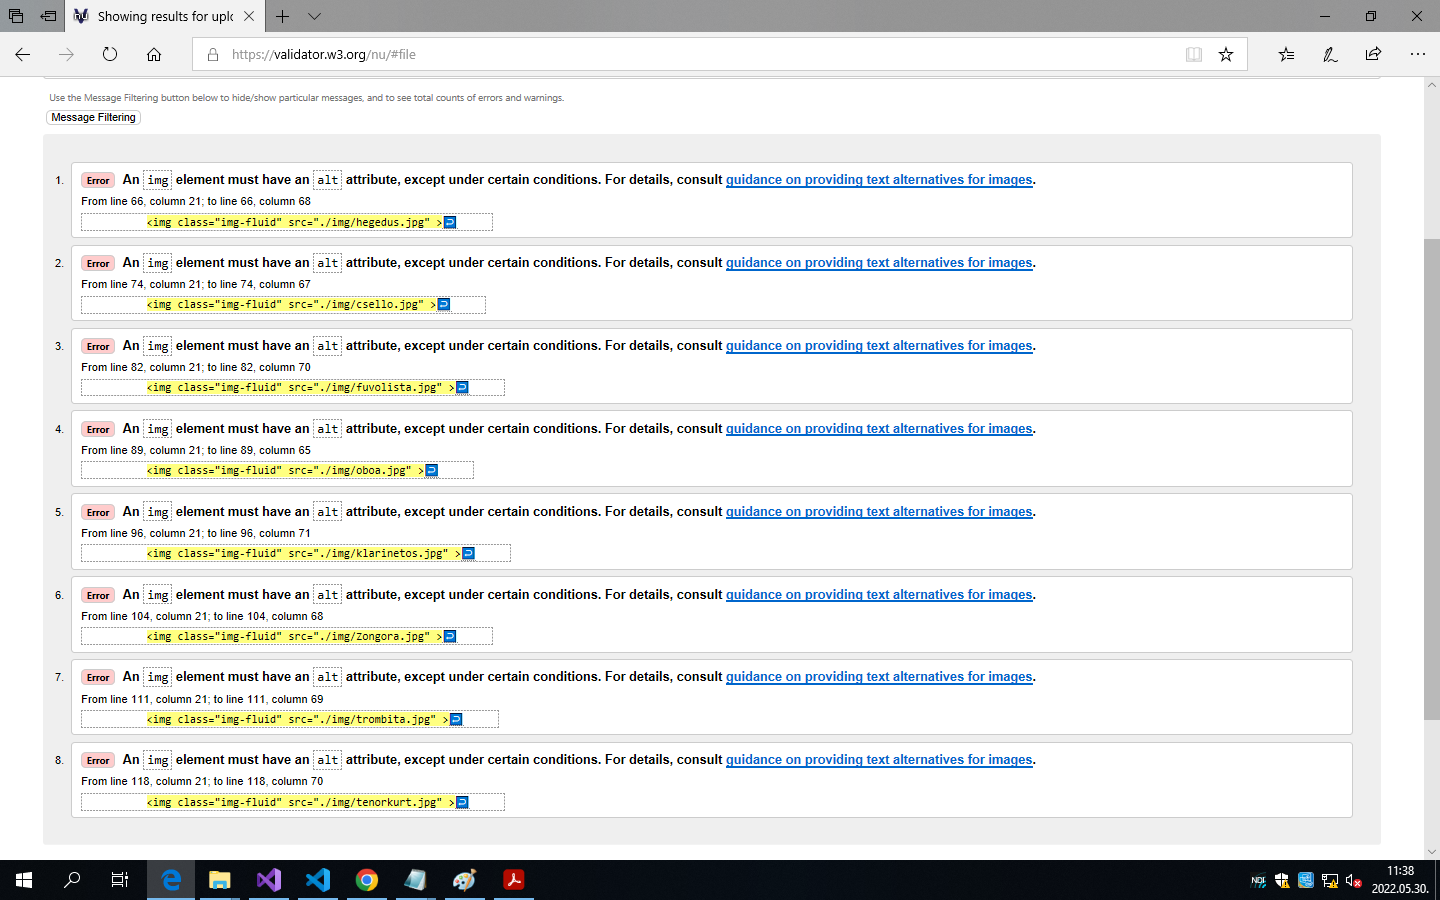 Showing results for uplo
https://validator.w3.org/nu/#file
Use the Message Filtering button below to hide/show particular messages, and to see total counts of errors and warnings.
Message Filtering
1. Error An img element must have an alt attribute, except under certain conditions. For details, consult guidance on providing text alternatives for images.
From line 66, column 21; to line 66, column 68
<img class="img-fluid" src="./img/hegedus.jpg" >
2. Error An img element must have an alt attribute, except under certain conditions. For details, consult guidance on providing text alternatives for images.
From line 74, column 21; to line 74, column 67
<img class="img-fluid" src="./img/csello.jpg" >
3. Error An img element must have an alt attribute, except under certain conditions. For details, consult guidance on providing text alternatives for images.
From line 82, column 21; to line 82, column 70
<img class="img-fluid" src="./img/fuvolista.jpg" >
4. Error An img element must have an alt attribute, except under certain conditions. For details, consult guidance on providing text alternatives for images.
From line 89, column 21; to line 89, column 65
<img class="img-fluid" src="./img/oboa.jpg" >
5. Error An img element must have an alt attribute, except under certain conditions. For details, consult guidance on providing text alternatives for images.
From line 96, column 21; to line 96, column 71
<img class="img-fluid" src="./img/klarinetos.jpg" >
6. Error An img element must have an alt attribute, except under certain conditions. For details, consult guidance on providing text alternatives for images.
From line 104, column 21; to line 104, column 68
<img class="img-fluid" src="./img/Zongora.jpg" >
7. Error An img element must have an alt attribute, except under certain conditions. For details, consult guidance on providing text alternatives for images.
From line 111, column 21; to line 111, column 69
<img class="img-fluid" src="./img/trombita.jpg" >
8. Error An img element must have an alt attribute, except under certain conditions. For details, consult guidance on providing text alternatives for images.
From line 118, column 21; to line 118, column 70
<img class="img-fluid" src="./img/tenorkurt.jpg" >
11:38
2022.05.30.